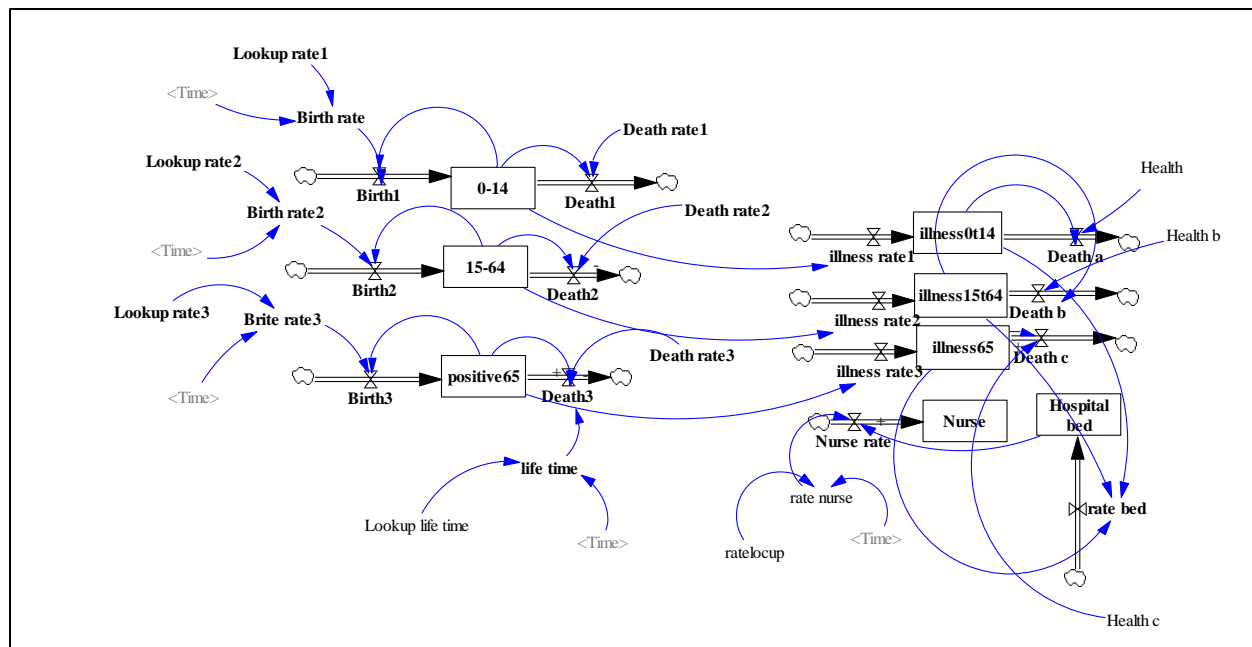 Lookup rate1
<Time>
Birth rate
Death rate1
Lookup rate2
0-14
Birth1
Death1
Health
Birth rate2
Death rate2
illness0t14
Health b
<Time>
illness rate1
Death a
15-64
Birth2
-
Death2
illness15t64
Lookup rate3
Brite rate3
illness rate2
Death b
Death rate3
illness65
+
Death c
positive65
+
-
illness rate3
Birth3
Death3
<Time>
Hospital
bed
+
Nurse
Nurse rate
life time
rate nurse
rate bed
Lookup life time
<Time>
ratelocup
<Time>
Health c